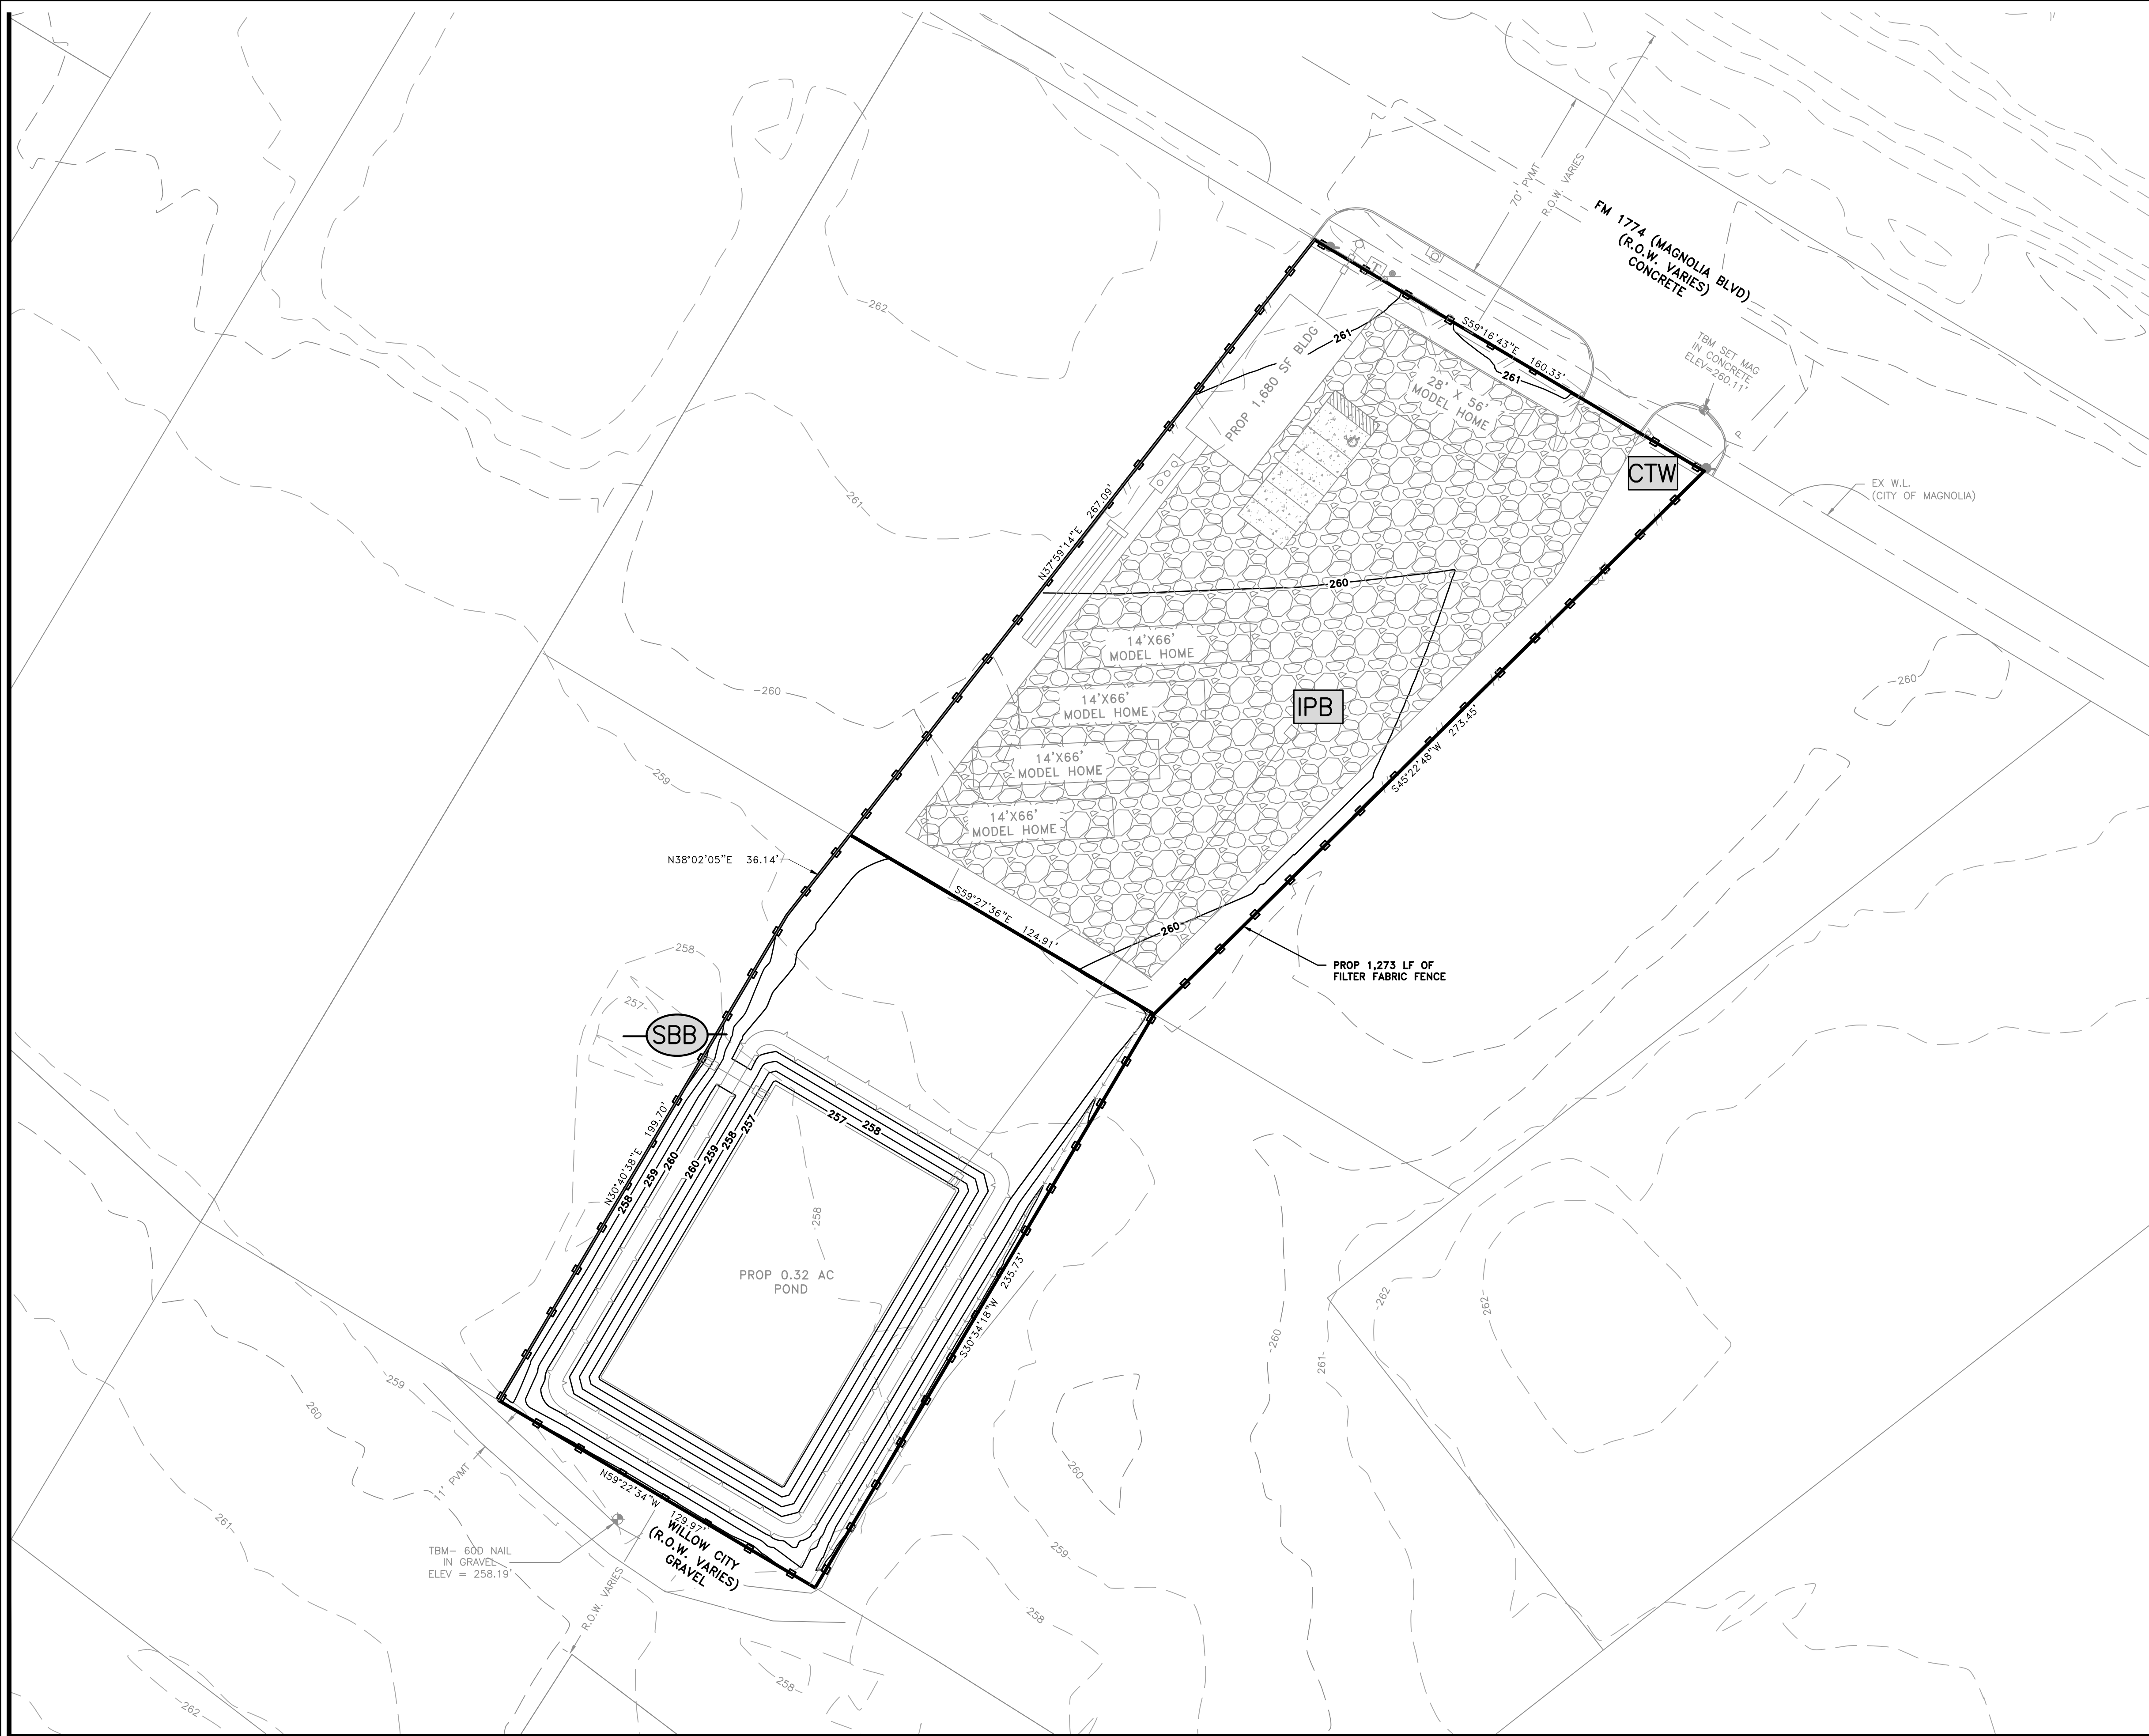 70' PVMT
R.O.W. VARIES
FM 1774 (MAGNOLIA BLVD)
(R.O.W. VARIES)
CONCRETE
262
261
PROP 1,680 SF BLDG
S59°16'43"E 160.33'
261
28' X 56'
MODEL HOME
TBM SET MAG
IN CONCRETE
ELEV=260.11'
P
CTW
EX W.L.
(CITY OF MAGNOLIA)
261
N37°59'14"E 267.09'
260
14'X66'
MODEL HOME
260
260
14'X66'
MODEL HOME
IPB
S45°22'48"W 273.45'
259
14'X66'
MODEL HOME
14'X66'
MODEL HOME
N38°02'05"E 36.14'
S59°27'36"E 124.91'
260
PROP 1,273 LF OF
FILTER FABRIC FENCE
258
257
SBB
257
258
257
258
259
260
N30°40'38"E 199.70'
260
259
258
258
PROP 0.32 AC
POND
S30°34'18"W 235.73'
262
262
260
261
259
260
11' PVMT
260
N59°22'34"W 129.97'
WILLOW CITY
(R.O.W. VARIES)
GRAVEL
261
TBM- 60D NAIL
IN GRAVEL
ELEV = 258.19'
259
R.O.W. VARIES
258
258
262
T